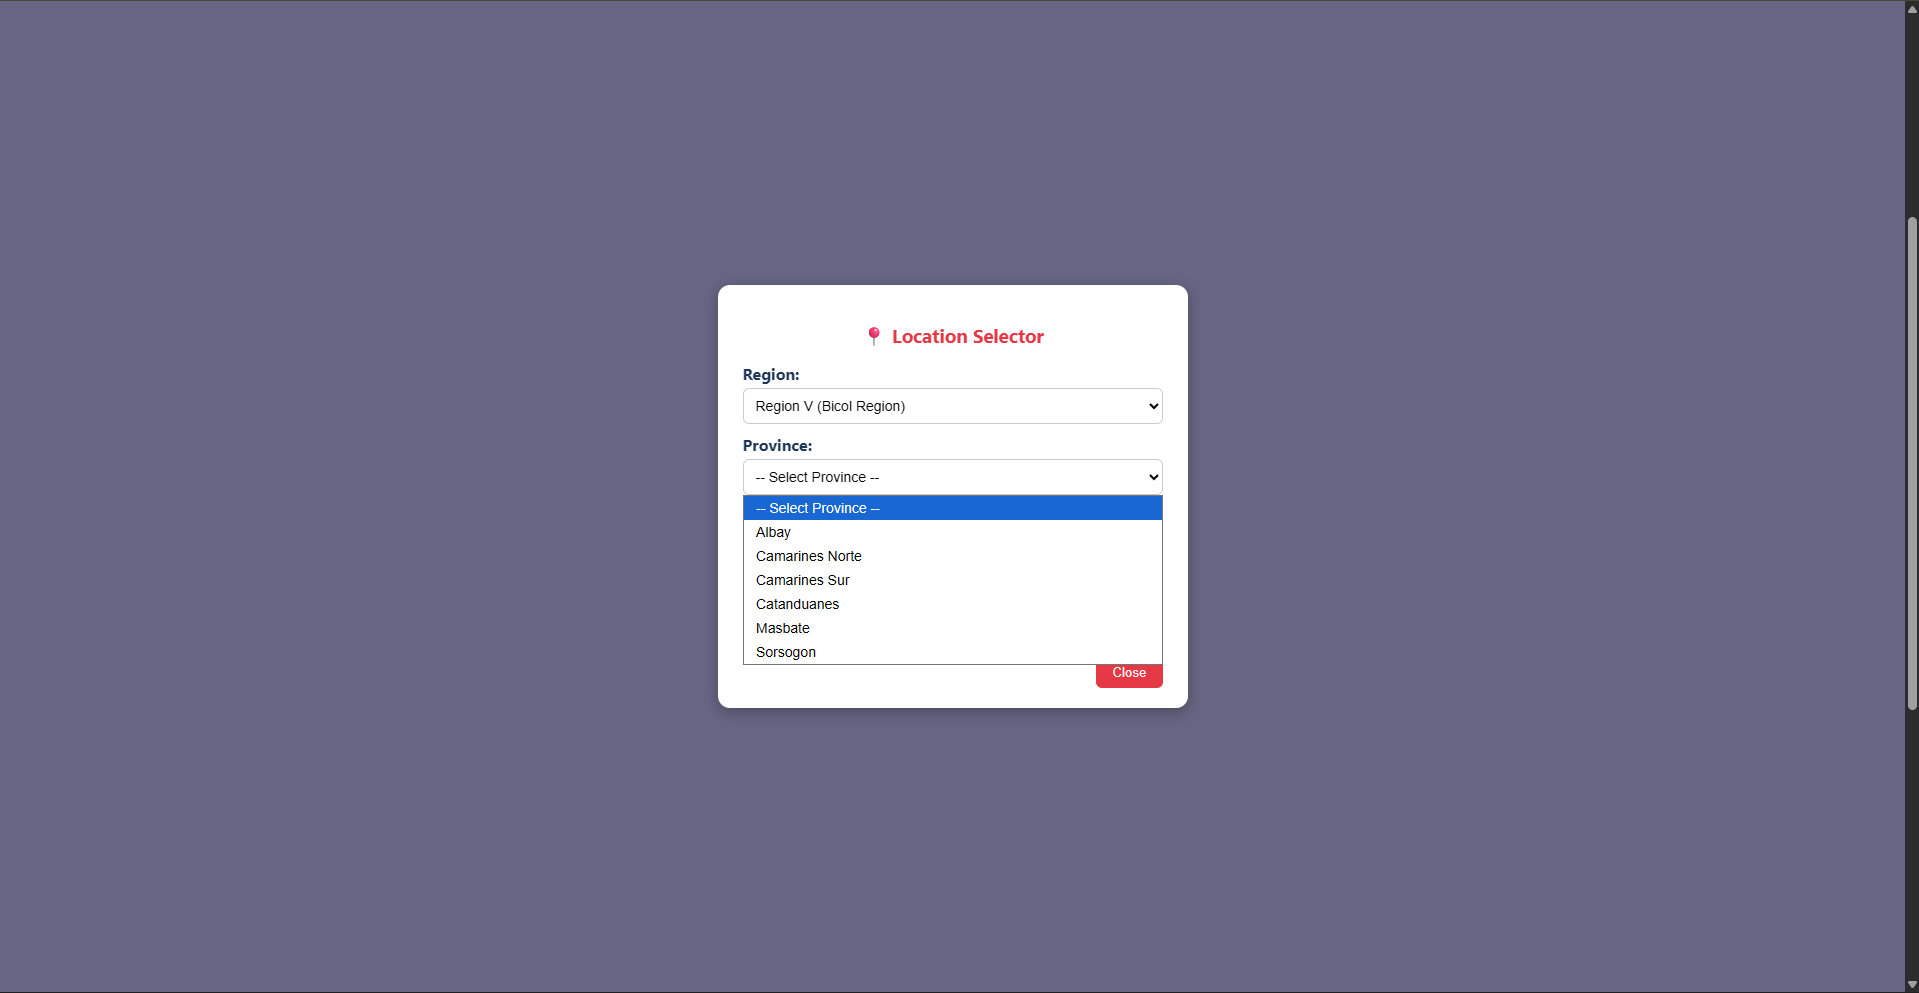 📍 Location Selector
Region:
Region V (Bicol Region)
Province:
-- Select Province --
-- Select Province --
Albay
Camarines Norte
Camarines Sur
Catanduanes
Masbate
Sorsogon
Close